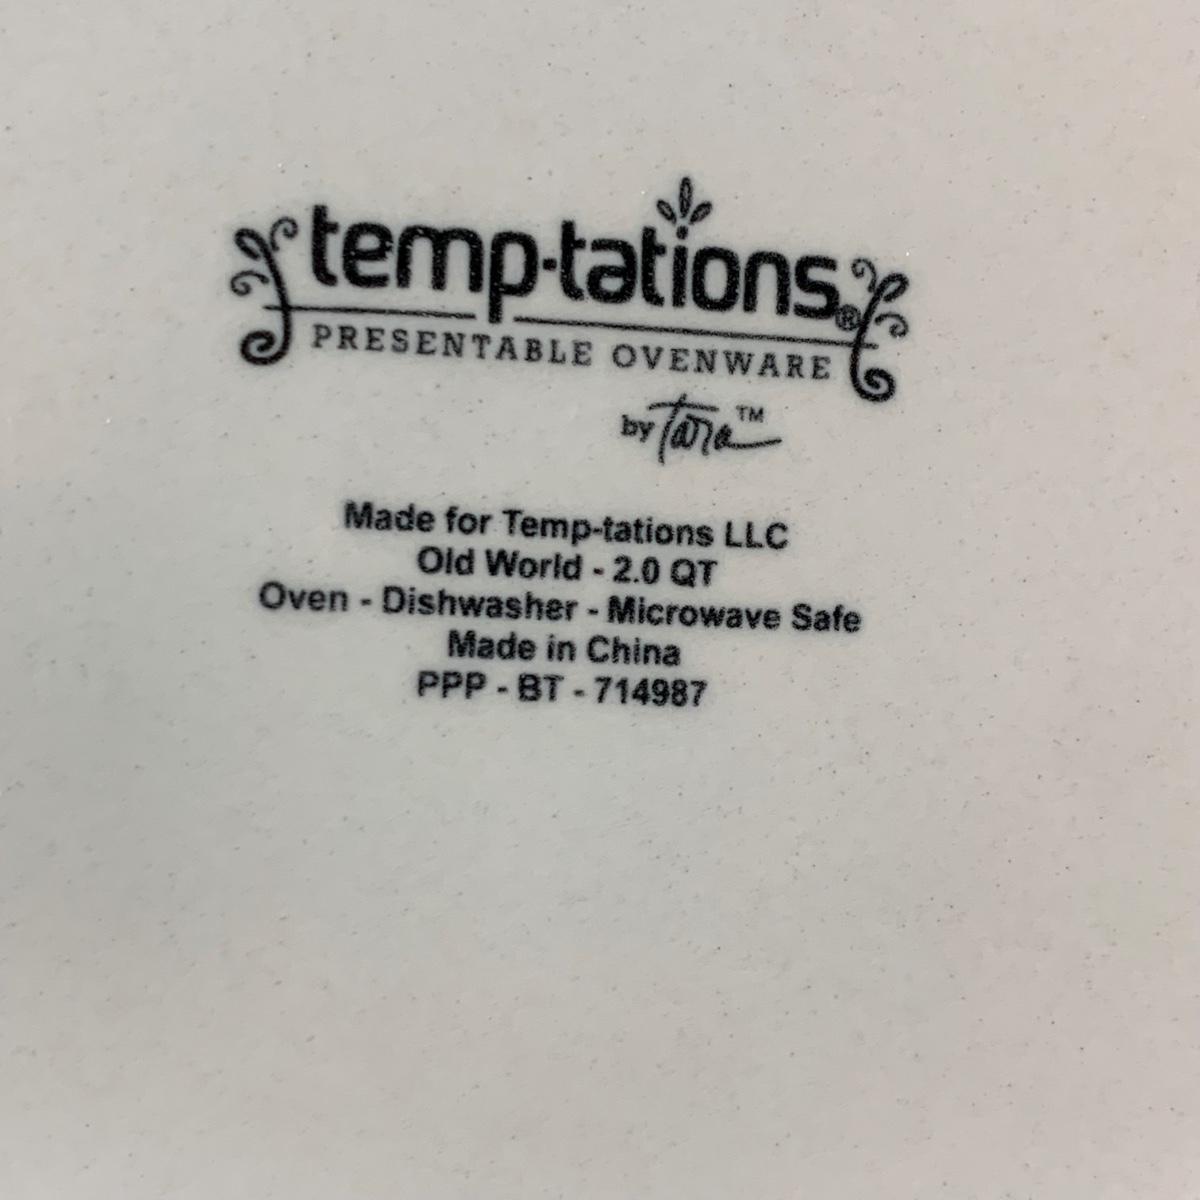 temp-tations®
PRESENTABLE OVENWARE
by Tara™
Made for Temp-tations LLC
Old World - 2.0 QT
Oven - Dishwasher - Microwave Safe
Made in China
PPP - BT - 714987